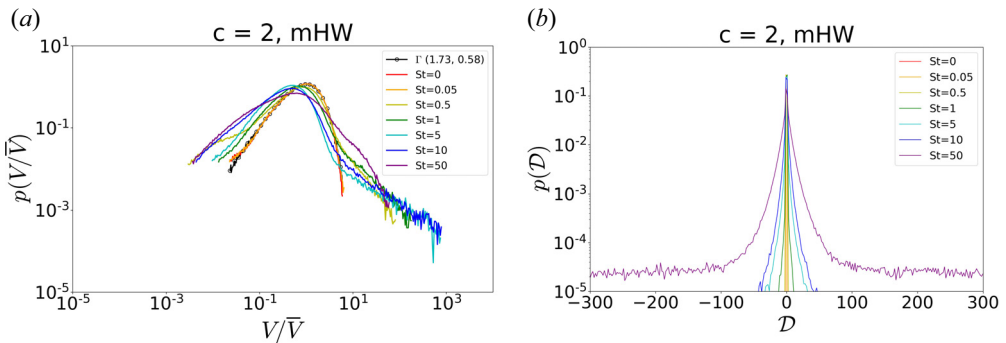 (a)
c = 2, mHW
10^1
10^-1
10^-3
10^-5
p(V/V̅)
Γ (1.73, 0.58)
St=0
St=0.05
St=0.5
St=1
St=5
St=10
St=50
10^-5 10^-3 10^-1 10^1 10^3
V/V̅
(b)
c = 2, mHW
10^0
10^-1
10^-2
10^-3
10^-4
10^-5
p(𝒟)
St=0
St=0.05
St=0.5
St=1
St=5
St=10
St=50
−300 −200 −100 0 100 200 300
𝒟